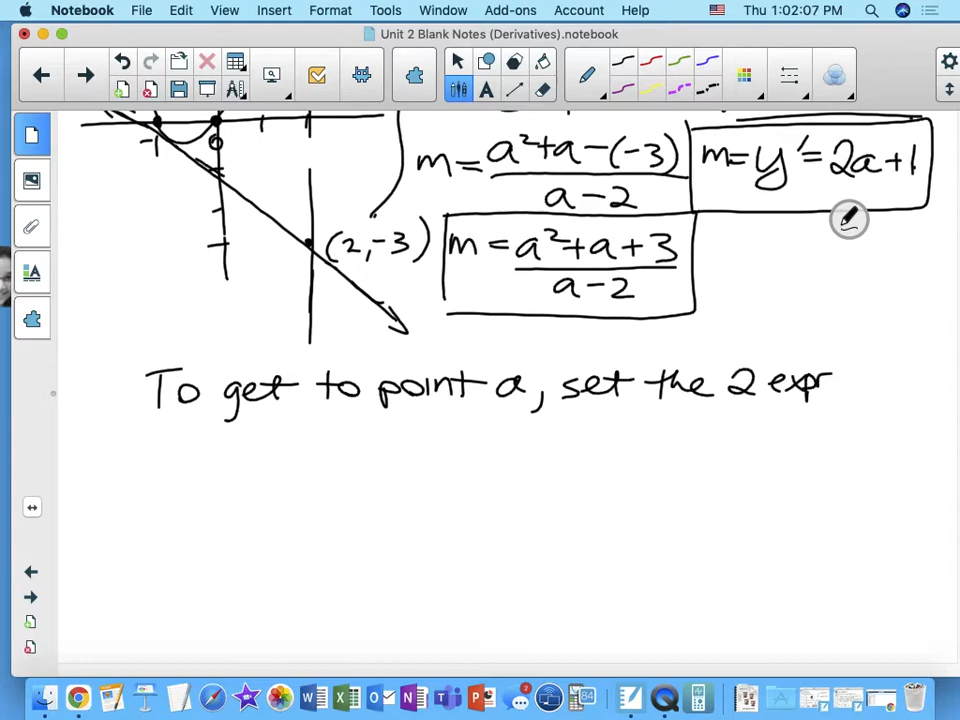 Notebook File Edit View Insert Format Tools Window Add-ons Account Help Thu 1:02:07 PM
Unit 2 Blank Notes (Derivatives).notebook
-1
(2,-3)
m = a²+a-(-3) / a-2
m = y' = 2a+1
m = a²+a+3 / a-2
To get to point a, set the 2 expr